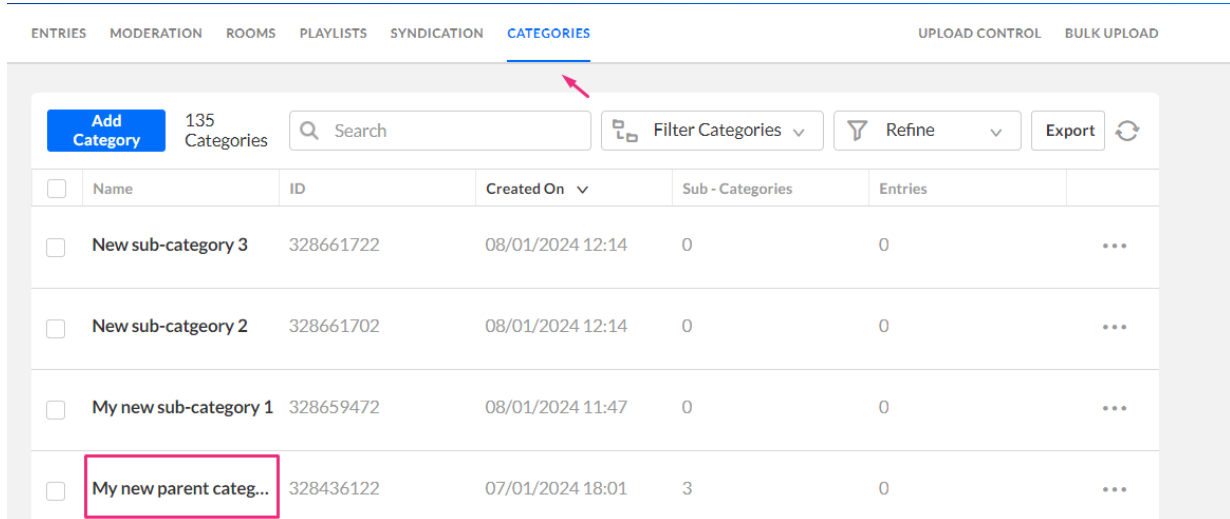 ENTRIES MODERATION ROOMS PLAYLISTS SYNDICATION CATEGORIES UPLOAD CONTROL BULK UPLOAD
Add Category 135 Categories Search Filter Categories Refine Export
Name ID Created On Sub - Categories Entries
New sub-category 3 328661722 08/01/2024 12:14 0 0
New sub-catgeory 2 328661702 08/01/2024 12:14 0 0
My new sub-category 1 328659472 08/01/2024 11:47 0 0
My new parent categ... 328436122 07/01/2024 18:01 3 0